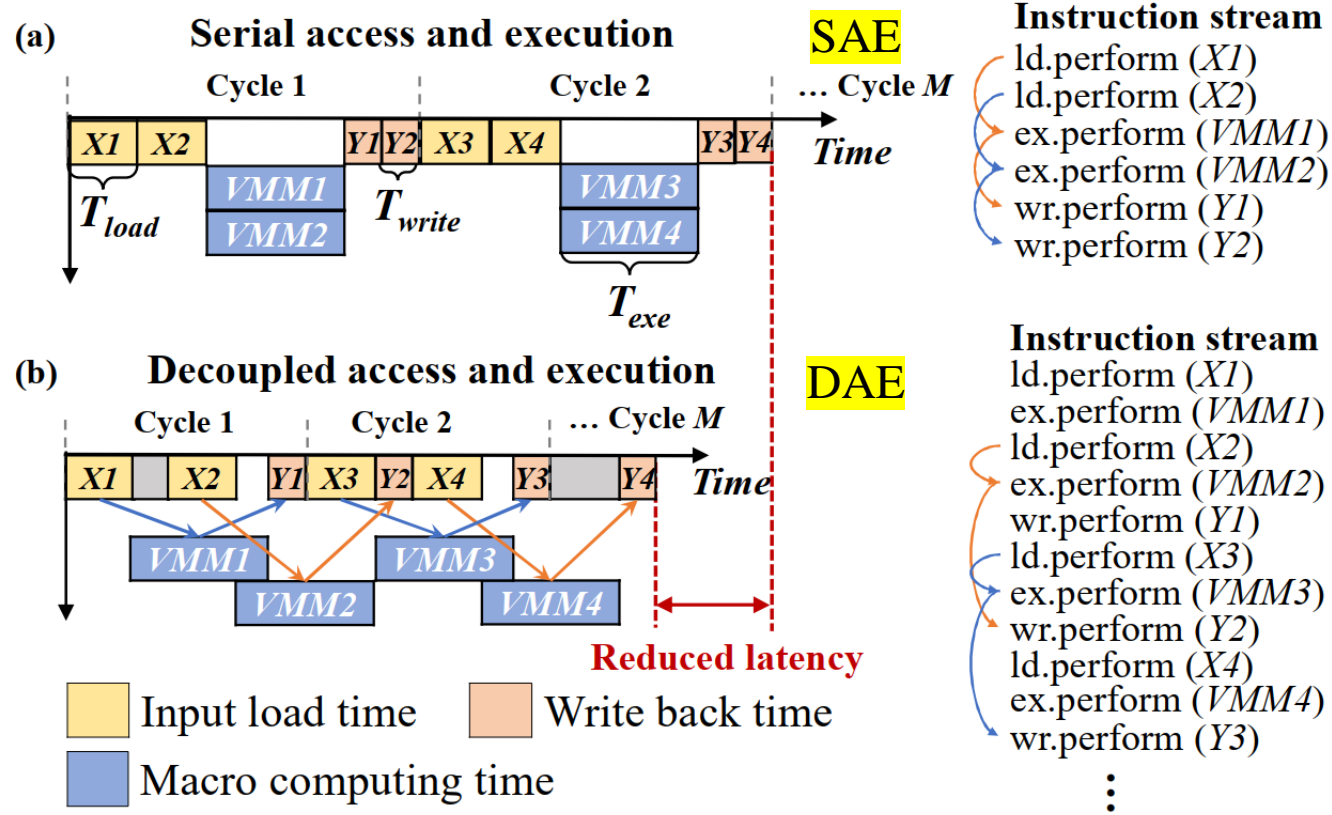 (a) Serial access and execution SAE
Cycle 1 Cycle 2 … Cycle M
X1 X2 Y1 Y2 X3 X4 Y3 Y4 Time
VMM1 VMM3
VMM2 VMM4
T_load T_write
T_exe
Instruction stream
ld.perform (X1)
ld.perform (X2)
ex.perform (VMM1)
ex.perform (VMM2)
wr.perform (Y1)
wr.perform (Y2)
(b) Decoupled access and execution DAE
Cycle 1 Cycle 2 … Cycle M
X1 X2 Y1 X3 Y2 X4 Y3 Y4 Time
VMM1 VMM3
VMM2 VMM4
Reduced latency
Input load time Write back time
Macro computing time
Instruction stream
ld.perform (X1)
ex.perform (VMM1)
ld.perform (X2)
ex.perform (VMM2)
wr.perform (Y1)
ld.perform (X3)
ex.perform (VMM3)
wr.perform (Y2)
ld.perform (X4)
ex.perform (VMM4)
wr.perform (Y3)
⋮